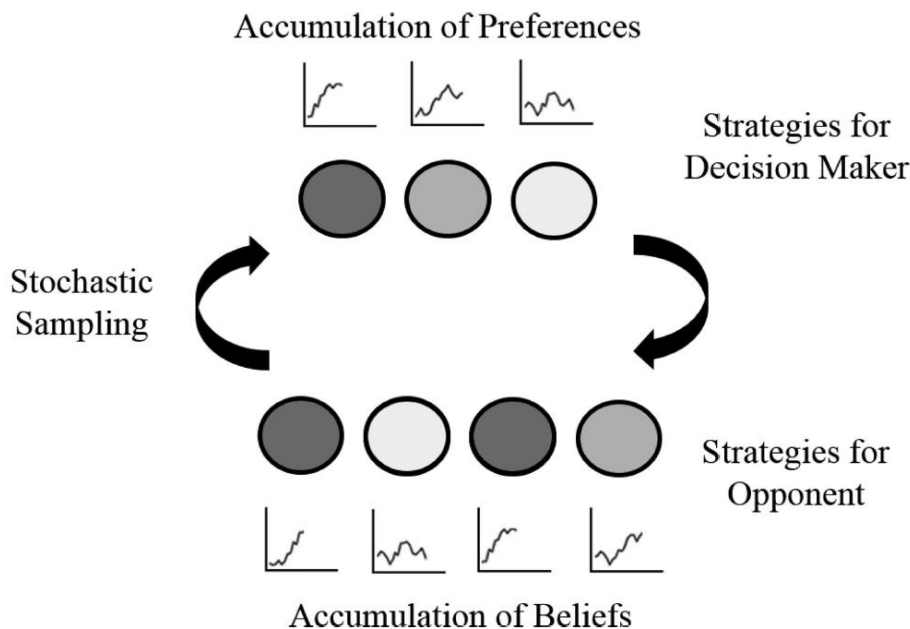 Accumulation of Preferences
Strategies for
Decision Maker
Stochastic
Sampling
Strategies for
Opponent
Accumulation of Beliefs